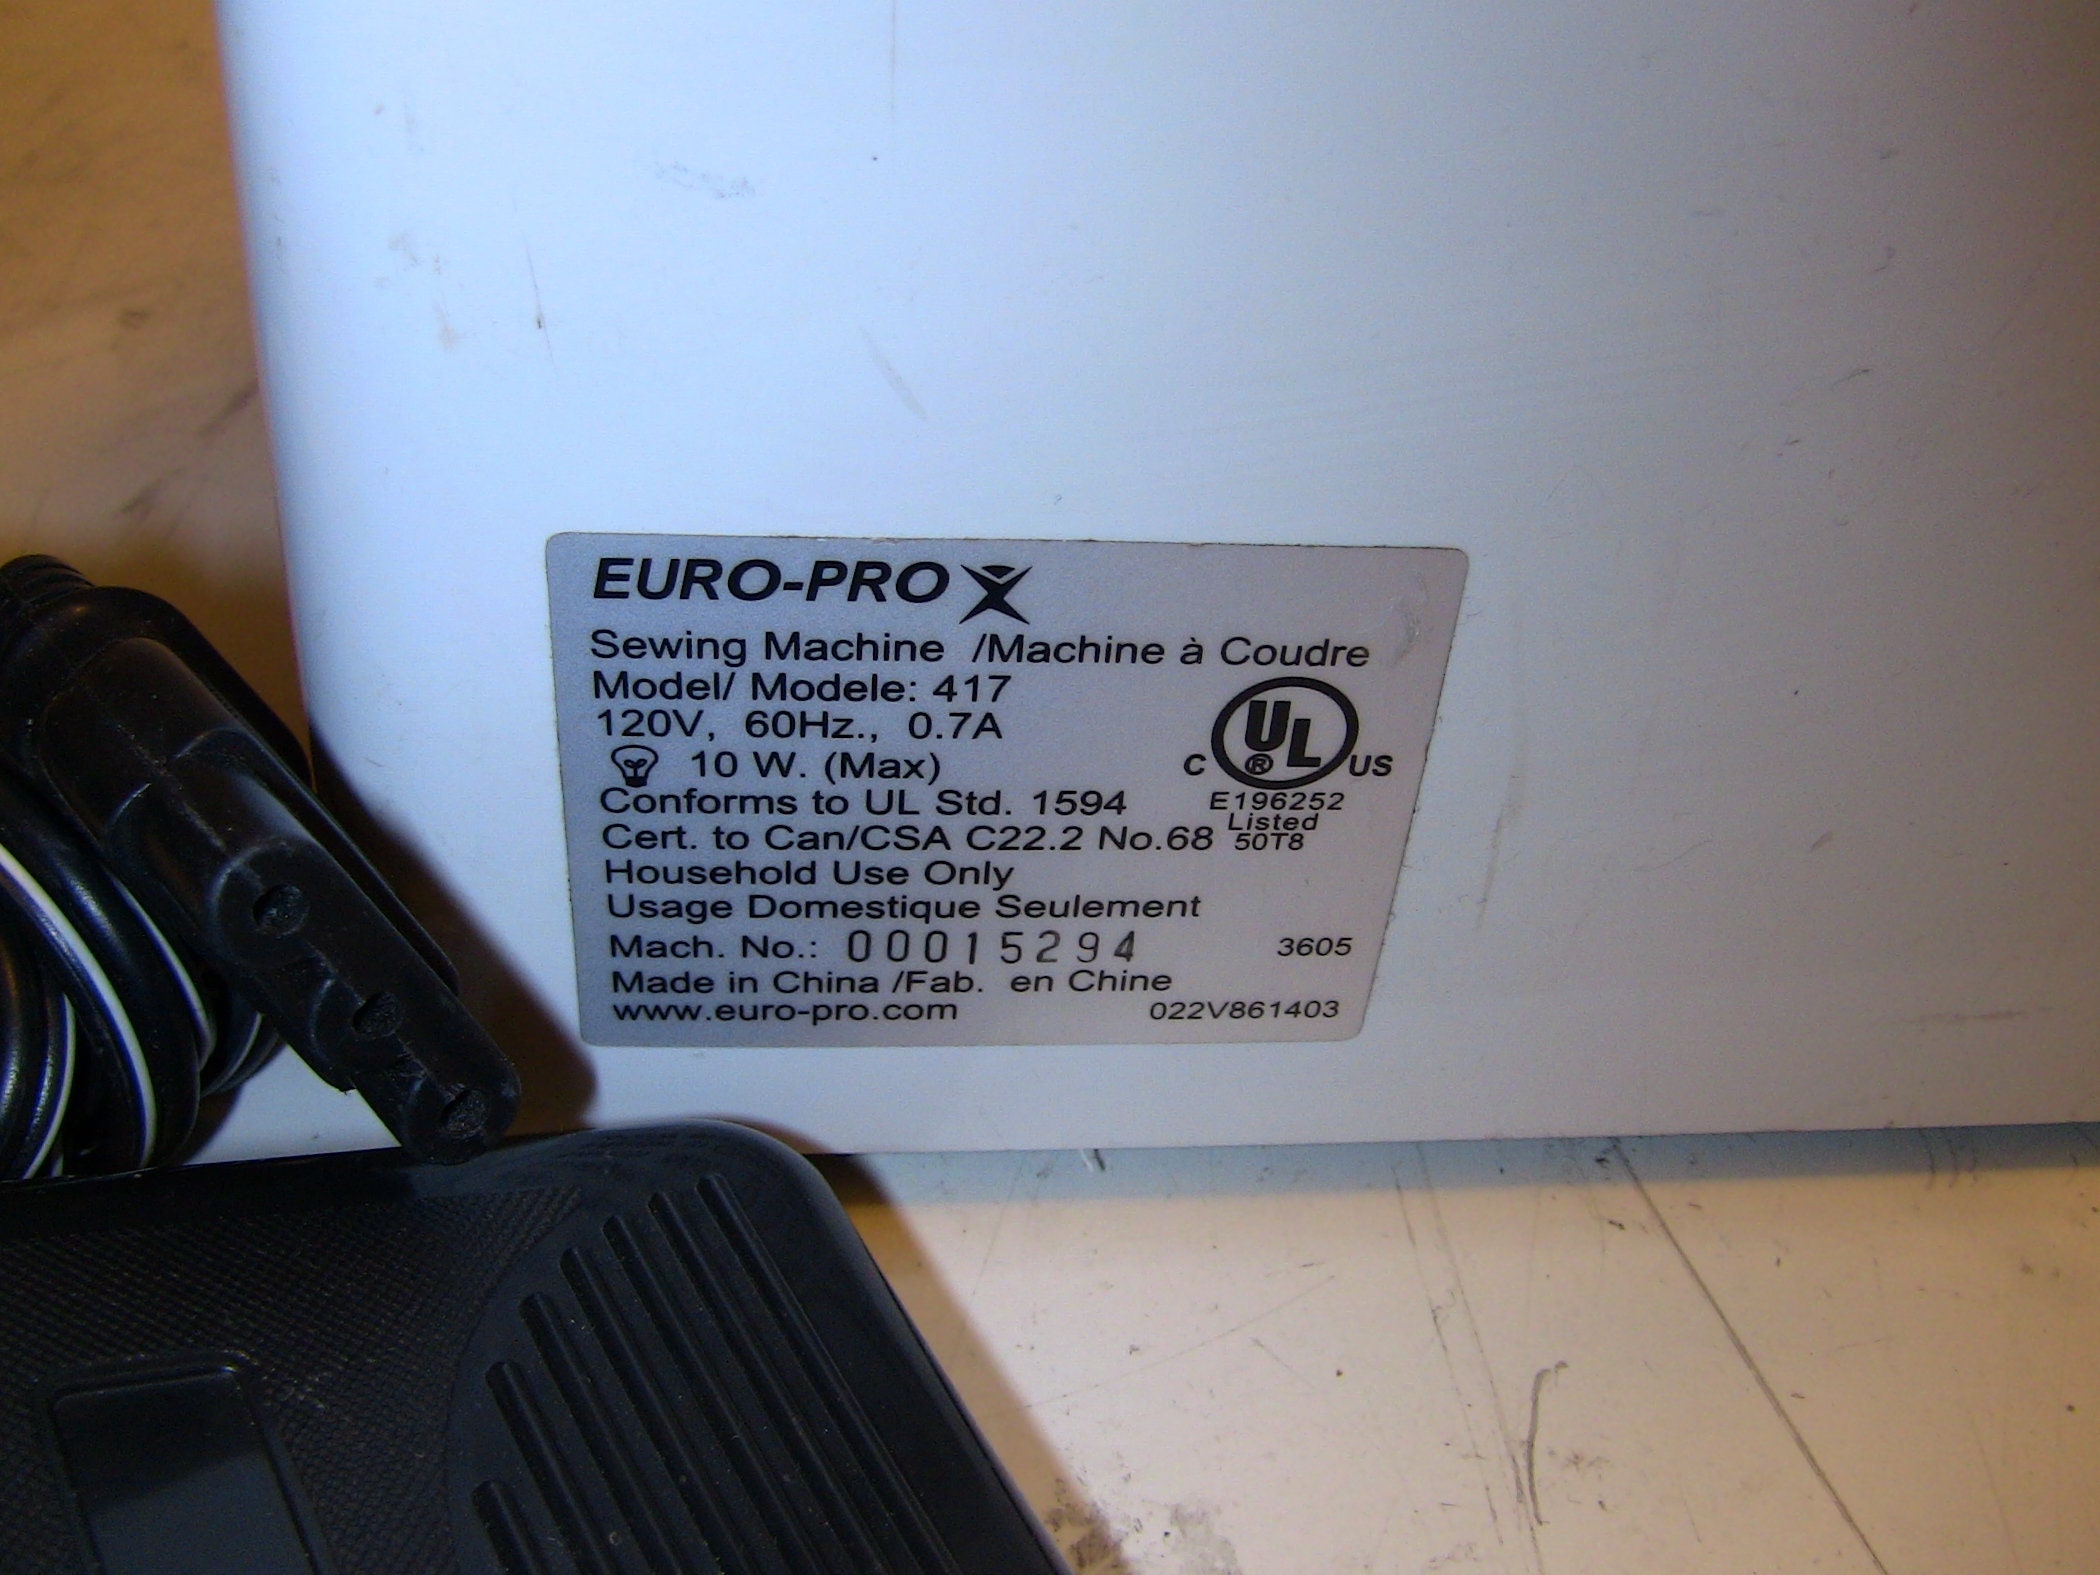 EURO-PRO X
Sewing Machine /Machine à Coudre
Model/ Modele: 417
120V, 60Hz., 0.7A
10 W. (Max)
C UL ® US
Conforms to UL Std. 1594
E196252
Listed
Cert. to Can/CSA C22.2 No.68
50T8
Household Use Only
Usage Domestique Seulement
Mach. No.: 00015294 3605
Made in China /Fab. en Chine
www.euro-pro.com 022V861403